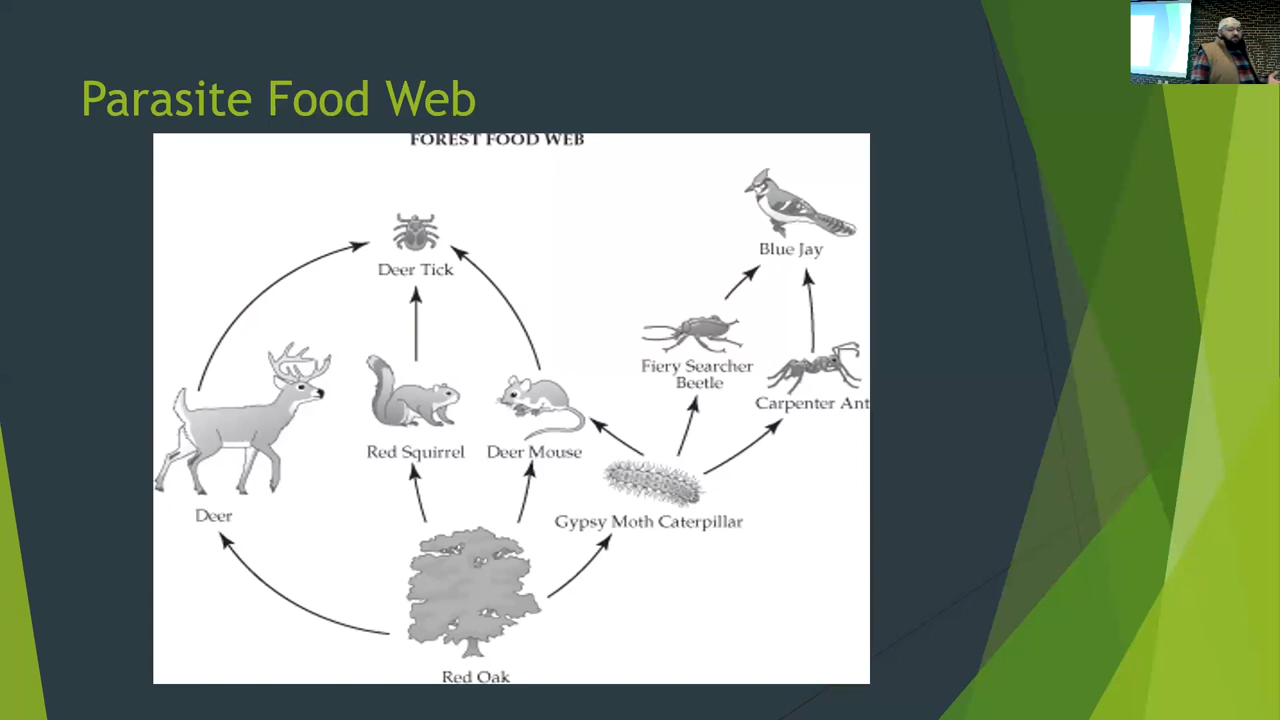 Parasite Food Web
FOREST FOOD WEB
Blue Jay
Deer Tick
Fiery Searcher
Beetle
Carpenter Ant
Red Squirrel
Deer Mouse
Deer
Gypsy Moth Caterpillar
Red Oak